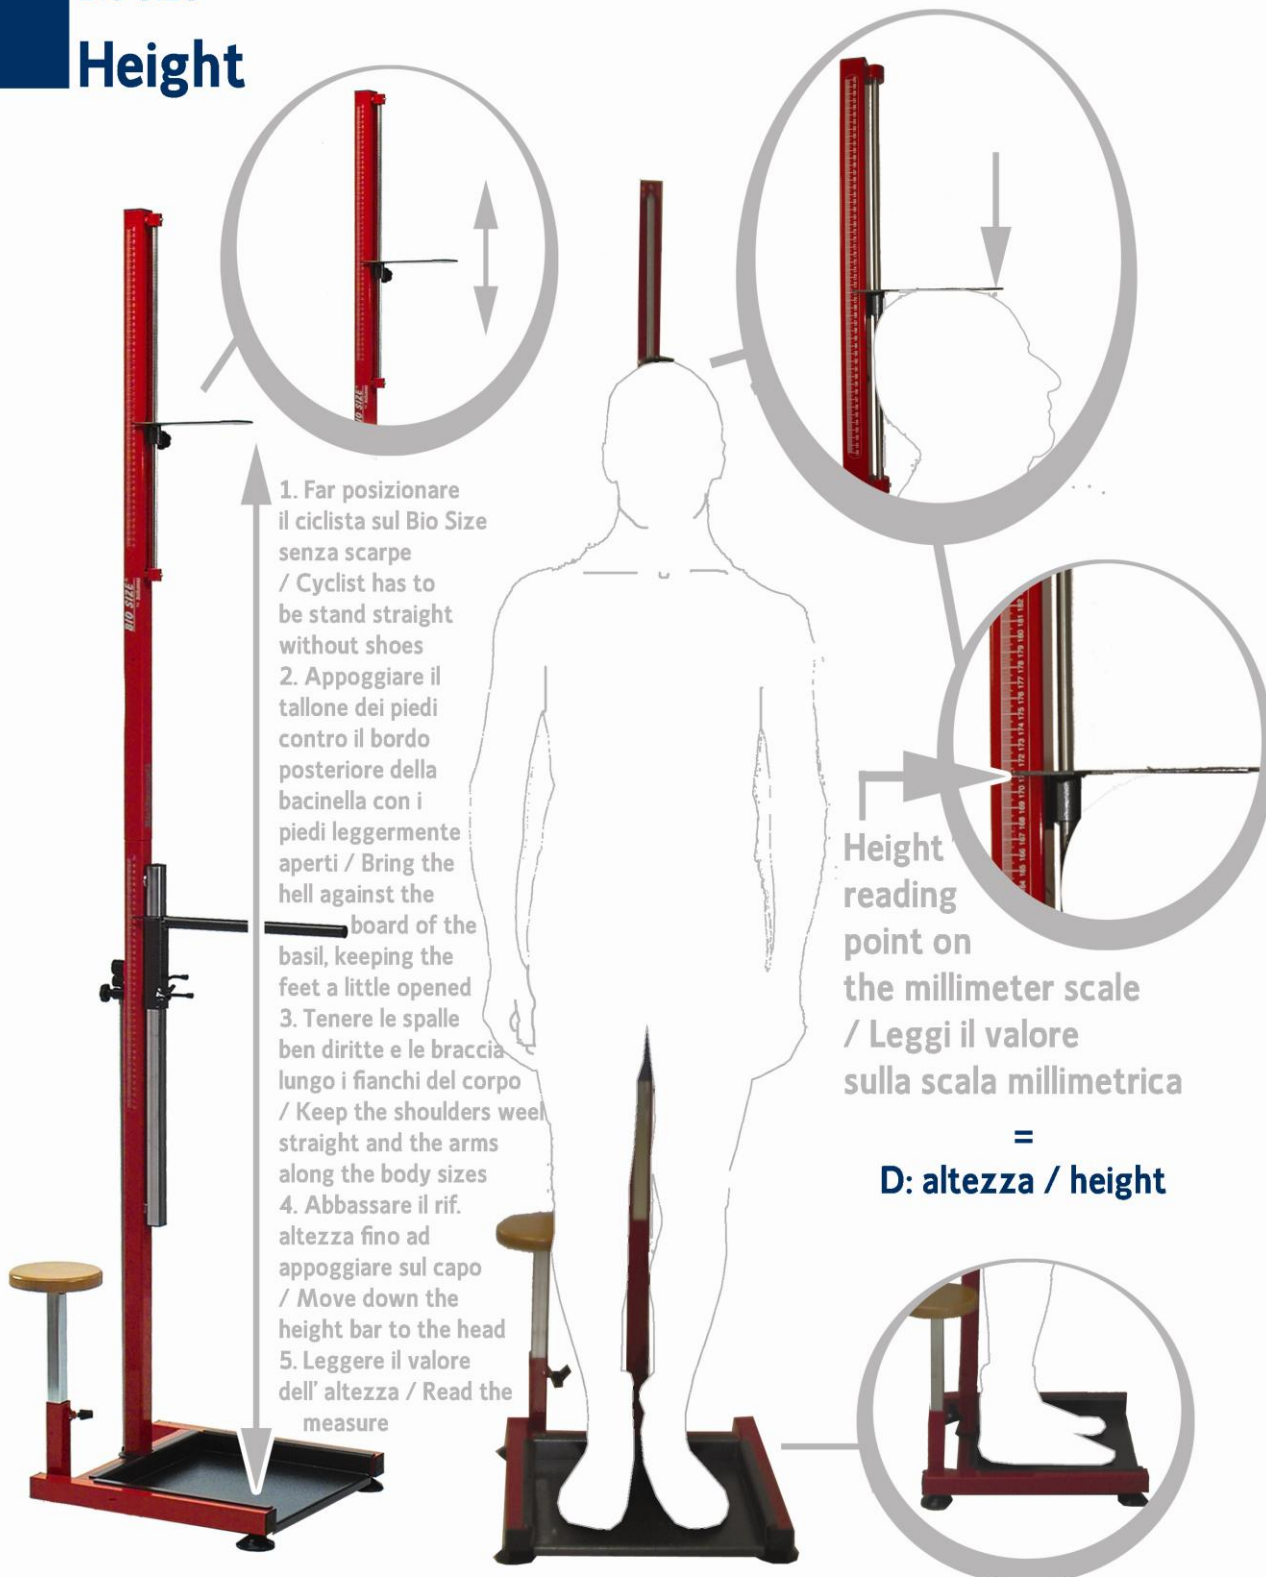 Height
1. Far posizionare
il ciclista sul Bio Size
senza scarpe
/ Cyclist has to
be stand straight
without shoes
2. Appoggiare il
tallone dei piedi
contro il bordo
posteriore della
bacinella con i
piedi leggermente
aperti / Bring the
hell against the
board of the
basil, keeping the
feet a little opened
3. Tenere le spalle
ben diritte e le braccia
lungo i fianchi del corpo
/ Keep the shoulders weel
straight and the arms
along the body sizes
4. Abbassare il rif.
altezza fino ad
appoggiare sul capo
/ Move down the
height bar to the head
5. Leggere il valore
dell' altezza / Read the
measure
BIO SIZE
Height
reading
point on
the millimeter scale
/ Leggi il valore
sulla scala millimetrica
=
D: altezza / height